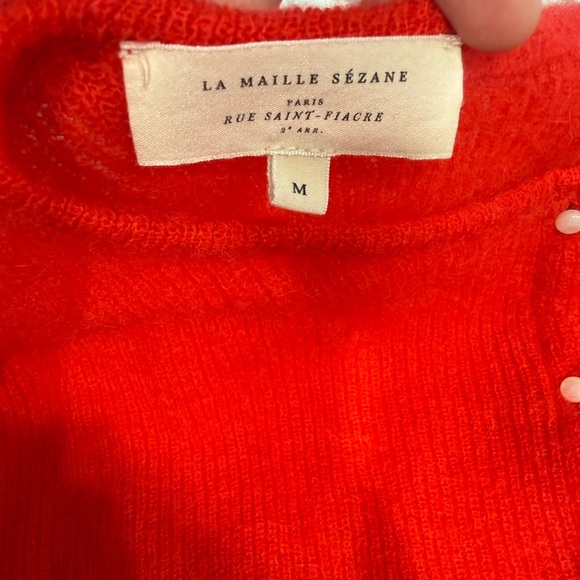 LA MAILLE SÉZANE
PARIS
RUE SAINT-FIACRE
2e ARR.
M